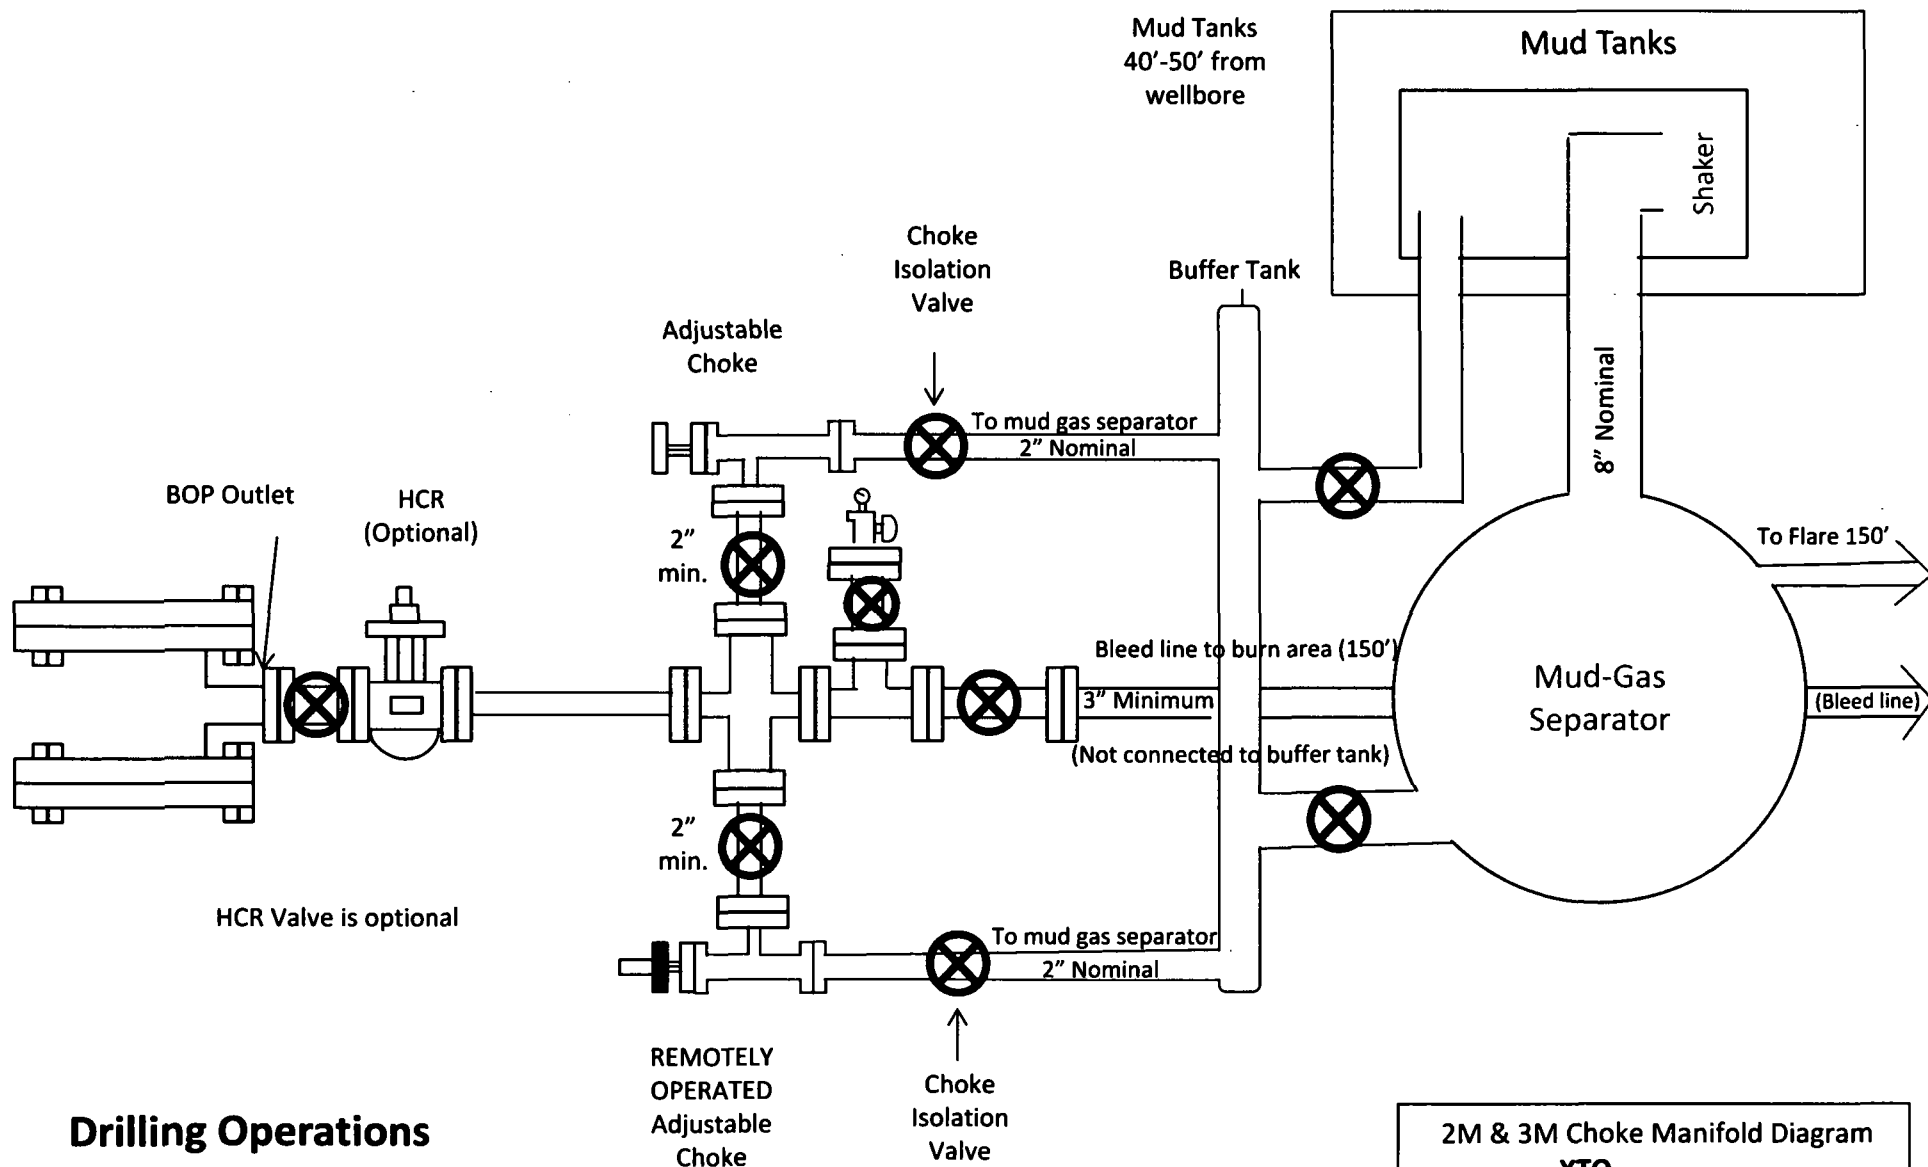 Mud Tanks
40'-50' from
wellbore
Mud Tanks
Shaker
Choke
Isolation
Valve
Buffer Tank
Adjustable
Choke
8" Nominal
To mud gas separator
2" Nominal
BOP Outlet
HCR
(Optional)
2"
min.
To Flare 150'
Bleed line to burn area (150')
3" Minimum
Mud-Gas
Separator
(Bleed line)
(Not connected to buffer tank)
2"
min.
HCR Valve is optional
To mud gas separator
2" Nominal
REMOTELY
OPERATED
Adjustable
Choke
Choke
Isolation
Valve
Drilling Operations
2M & 3M Choke Manifold Diagram
XTO